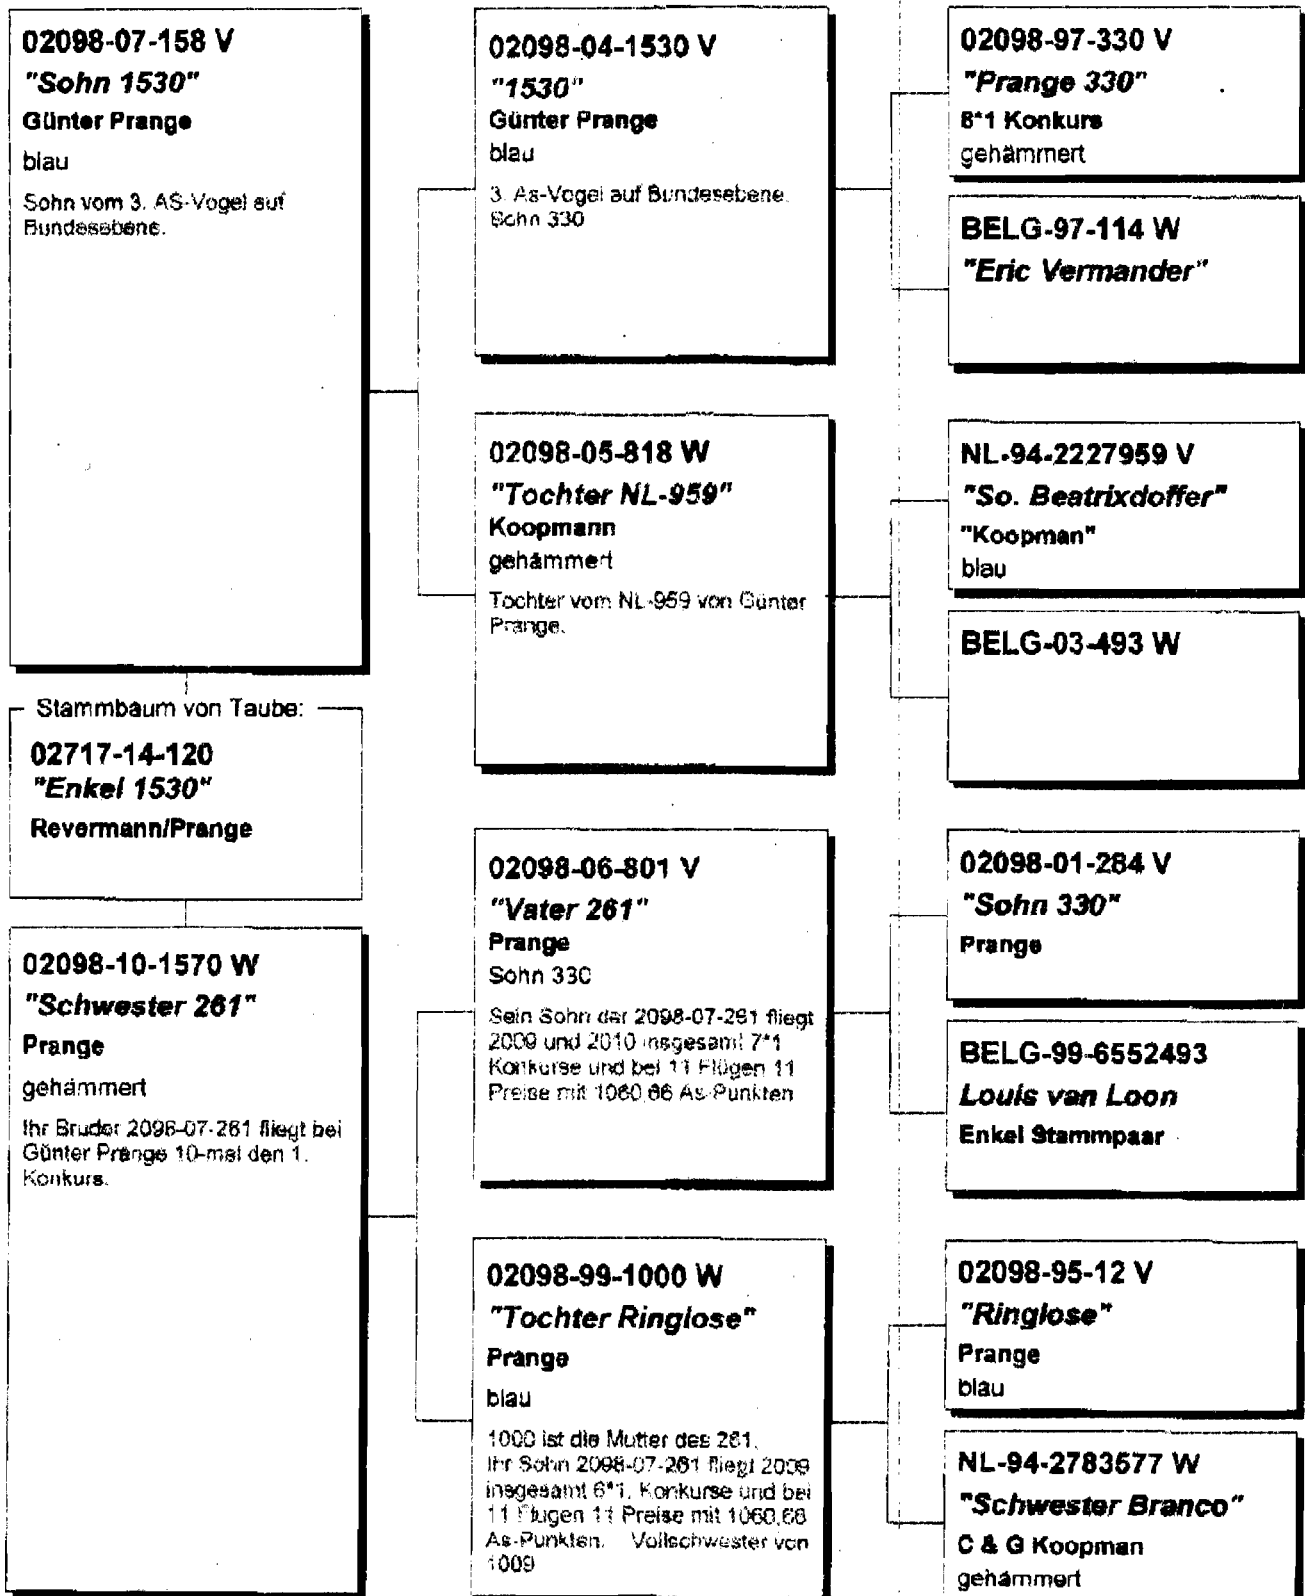 02098-07-158 V
"Sohn 1530"
Günter Prange
blau
Sohn vom 3. AS-Vogel auf
Bundesebene.
Stammbaum von Taube:
02717-14-120
"Enkel 1530"
Revermann/Prange
02098-10-1570 W
"Schwester 261"
Prange
gehämmert
Ihr Bruder 2098-07-261 fliegt bei
Günter Prange 10-mal den 1.
Konkurs.
02098-04-1530 V
"1530"
Günter Prange
blau
3. As-Vogel auf Bundesebene.
Sohn 330
02098-05-818 W
"Tochter NL-959"
Koopmann
gehämmert
Tochter vom NL-959 von Günter
Prange.
02098-06-801 V
"Vater 261"
Prange
Sohn 330
Sein Sohn der 2098-07-261 fliegt
2009 und 2010 insgesamt 7*1
Konkurse und bei 11 Flügen 11
Preise mit 1060,66 As-Punkten
02098-99-1000 W
"Tochter Ringlose"
Prange
blau
1000 ist die Mutter des 261.
Ihr Sohn 2098-07-261 fliegt 2009
insgesamt 6*1. Konkurse und bei
11 Flugen 11 Preise mit 1060,66
As-Punkten. Vollschwester von
1009
02098-97-330 V
"Prange 330"
8*1 Konkurs
gehämmert
BELG-97-114 W
"Eric Vermander"
NL-94-2227959 V
"So. Beatrixdoffer"
"Koopman"
blau
BELG-03-493 W
02098-01-284 V
"Sohn 330"
Prange
BELG-99-6552493
Louis van Loon
Enkel Stammpaar
02098-95-12 V
"Ringlose"
Prange
blau
NL-94-2783577 W
"Schwester Branco"
C & G Koopman
gehämmert